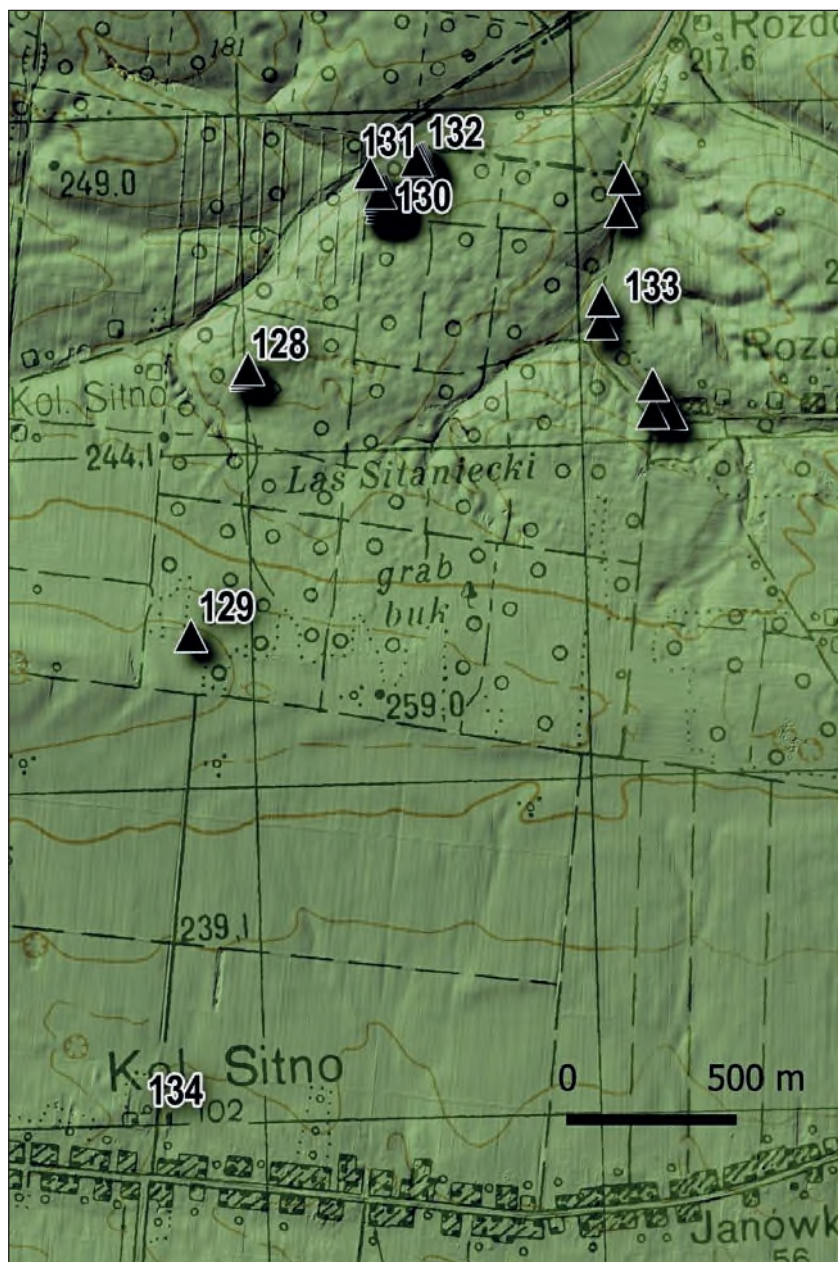 Rozd
181
217.6
131
132
249.0
130
133
128
Rozd
Kol. Sitno
244,1
Las Sitaniecki
grab
buk
129
259.0
239,1
Kol. Sitno
134
102
0 500 m
Janówk
56